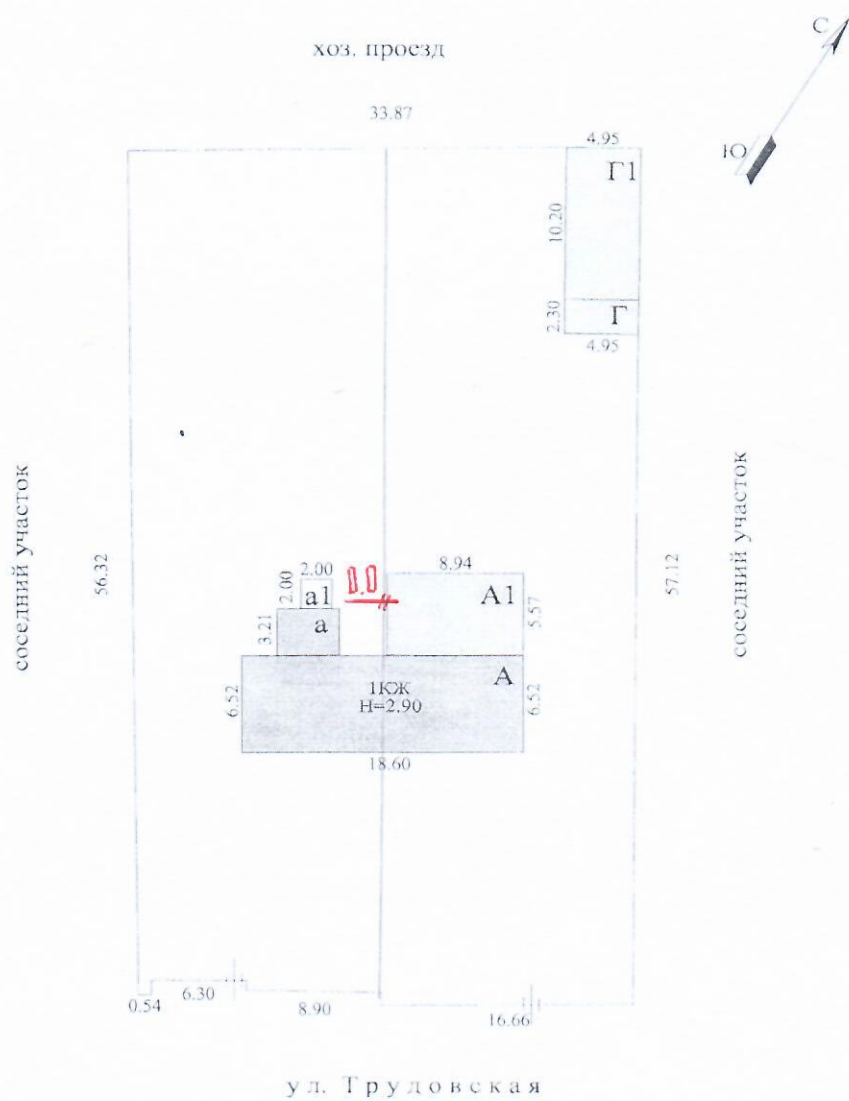 С
хоз. проезд
33.87
Ю
4.95
Г1
10.20
2.30
Г
4.95
соседний участок
56.32
2.00
2.00
а1
3.21
а
0.0
8.94
А1
5.57
57.12
соседний участок
6.52
1КЖ
Н=2.90
А
6.52
18.60
0.54
6.30
8.90
16.66
ул. Трудовская